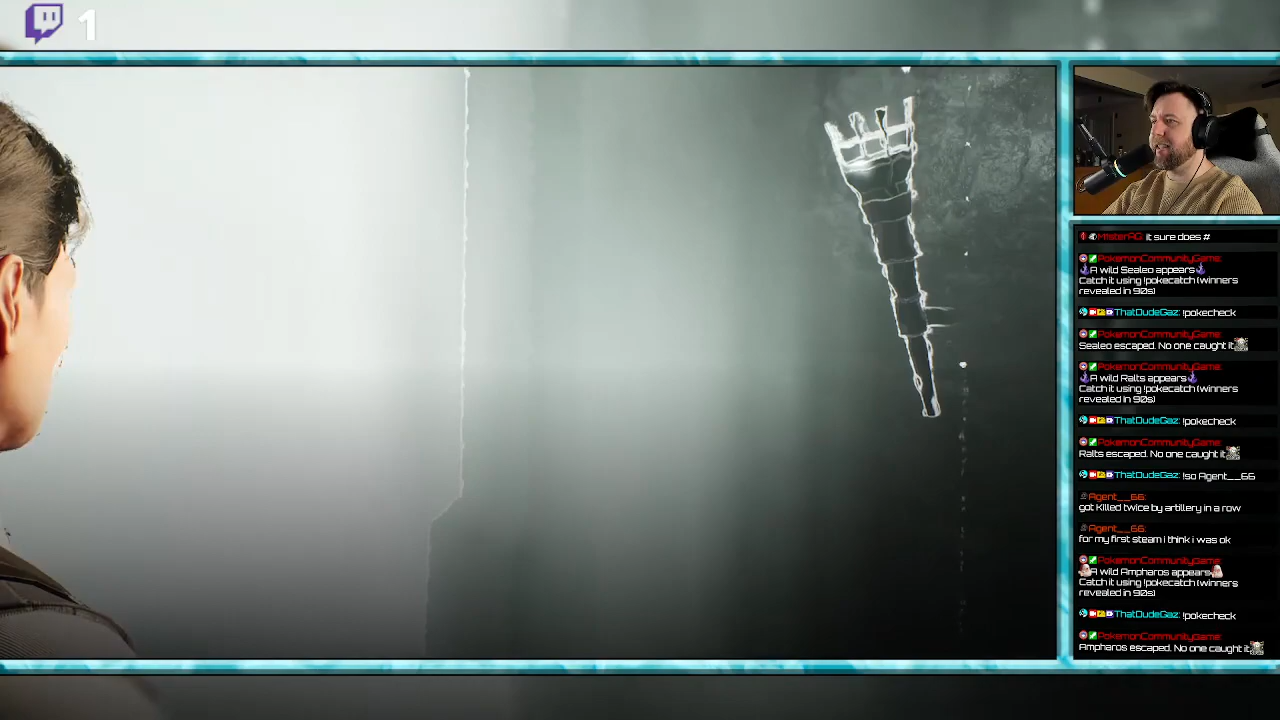 1
M1sterAG: it sure does #
PokemonCommunityGame:
A wild Sealeo appears
Catch it using !pokecatch (winners
revealed in 90s)
ThatDudeGaz: !pokecheck
PokemonCommunityGame:
Sealeo escaped. No one caught it.
PokemonCommunityGame:
A wild Ralts appears
Catch it using !pokecatch (winners
revealed in 90s)
ThatDudeGaz: !pokecheck
PokemonCommunityGame:
Ralts escaped. No one caught it.
ThatDudeGaz: !so Agent__66
Agent__66:
got Killed twice by artillery in a row
Agent__66:
for my first steam i think i was ok
PokemonCommunityGame:
A wild Ampharos appears
Catch it using !pokecatch (winners
revealed in 90s)
ThatDudeGaz: !pokecheck
PokemonCommunityGame:
Ampharos escaped. No one caught it.